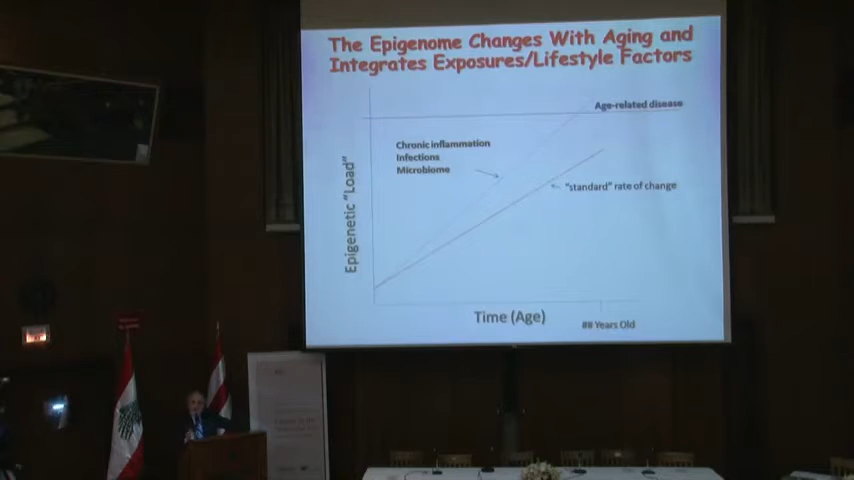 The Epigenome Changes With Aging and
Integrates Exposures/Lifestyle Factors
Age-related disease
Chronic inflammation
Infections
Microbiome
"standard" rate of change
Epigenetic "Load"
Time (Age)
## Years Old